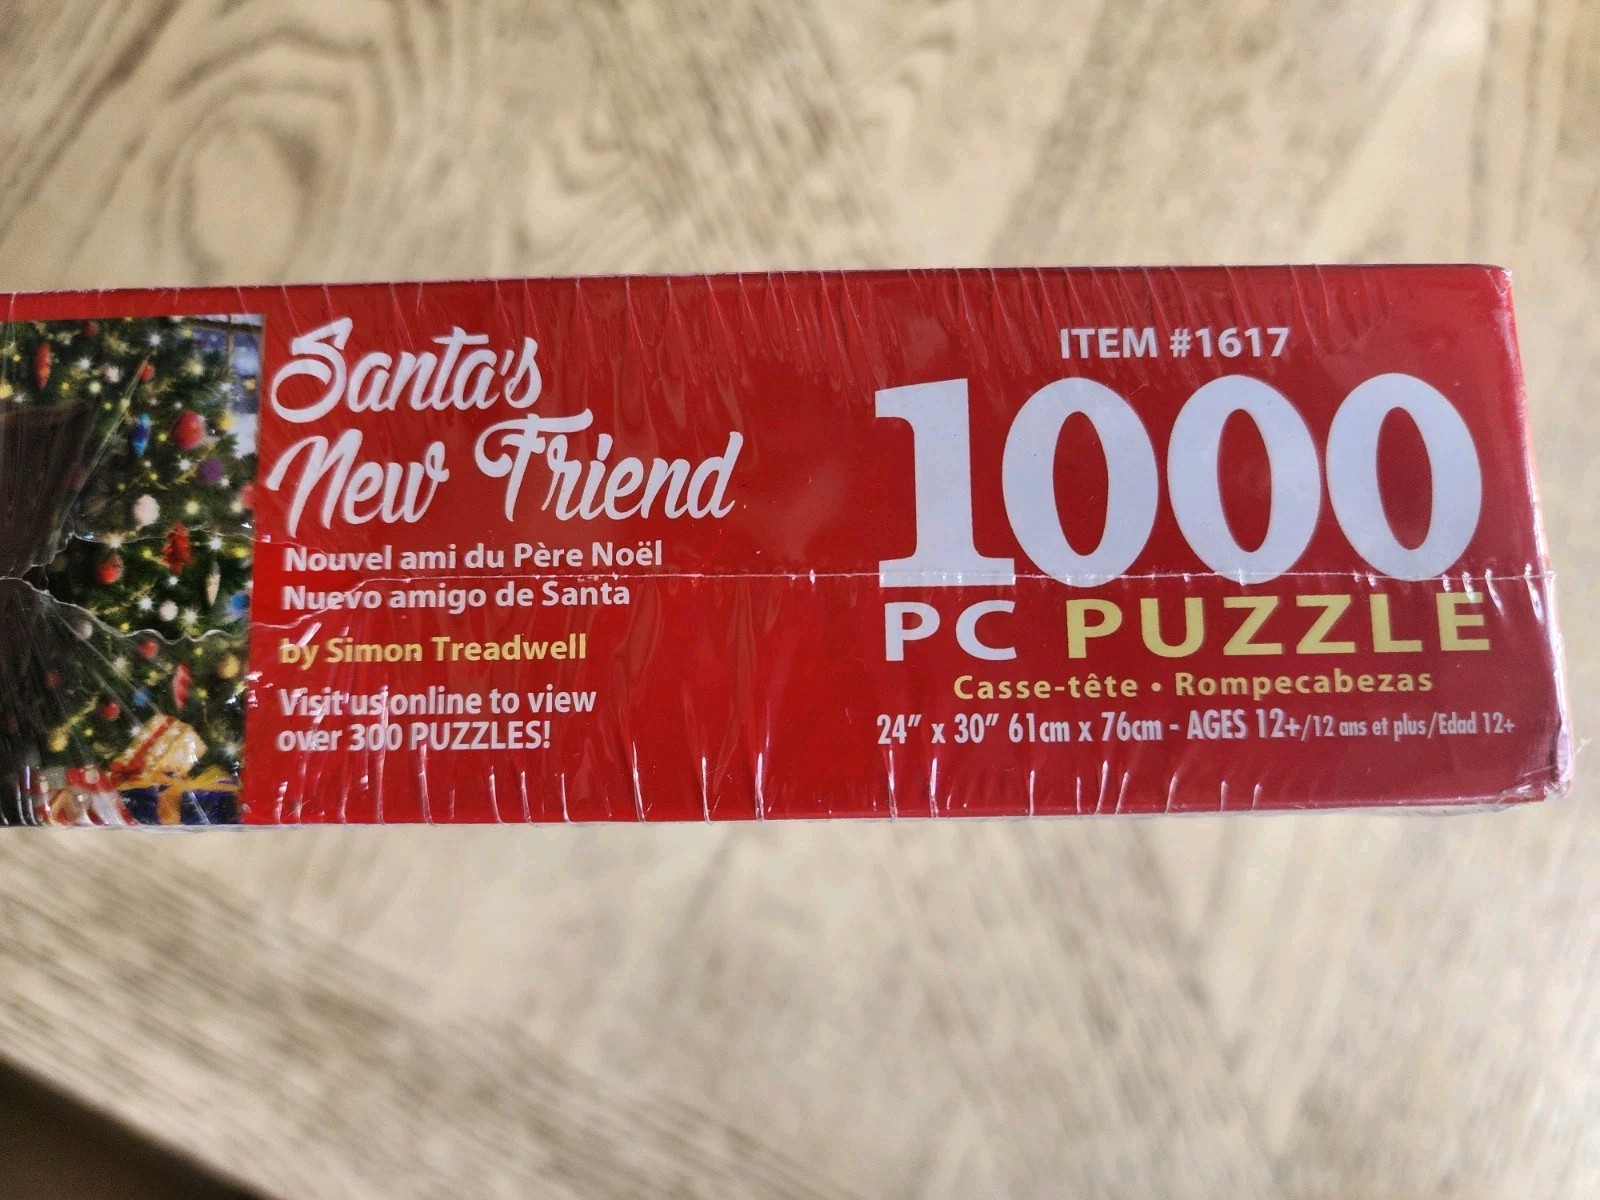 Santa's
New Friend
Nouvel ami du Père Noël
Nuevo amigo de Santa
by Simon Treadwell
Visit us online to view
over 300 PUZZLES!
ITEM #1617
1000
PC PUZZLE
Casse-tête • Rompecabezas
24" x 30" 61cm x 76cm - AGES 12+/12 ans et plus/Edad 12+